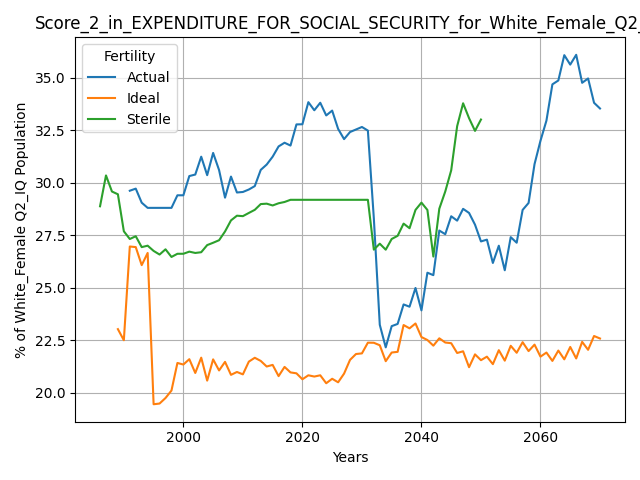 Score_2_in_EXPENDITURE_FOR_SOCIAL_SECURITY_for_White_Female_Q2_
Fertility
Actual
Ideal
Sterile
35.0
32.5
30.0
27.5
25.0
22.5
20.0
% of White_Female Q2_IQ Population
2000
2020
2040
2060
Years